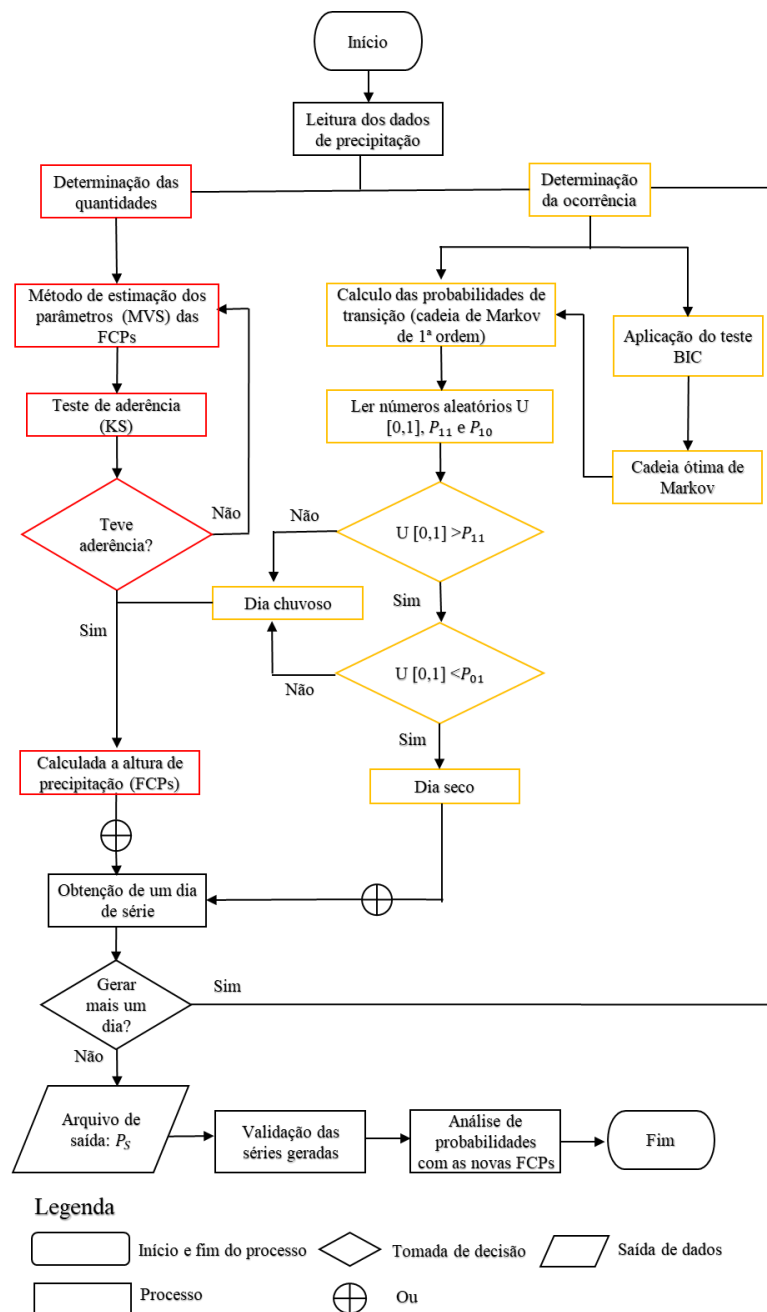 Início
Leitura dos dados
de precipitação
Determinação das
quantidades
Determinação
da ocorrência
Método de estimação dos
parâmetros (MVS) das
FCPs
Calculo das probabilidades de
transição (cadeia de Markov
de 1ª ordem)
Aplicação do teste
BIC
Teste de aderência
(KS)
Ler números aleatórios U
[0,1], P₁₁ e P₁₀
Cadeia ótima de
Markov
Teve
aderência?
Não
Não
U [0,1] >P₁₁
Dia chuvoso
Sim
Sim
U [0,1] <P₀₁
Não
Sim
Calculada a altura de
precipitação (FCPs)
Dia seco
Obtenção de um dia
de série
Gerar
mais um
dia?
Sim
Não
Arquivo de
saída: P_S
Validação das
séries geradas
Análise de
probabilidades
com as novas FCPs
Fim
Legenda
Início e fim do processo
Tomada de decisão
Saída de dados
Processo
Ou